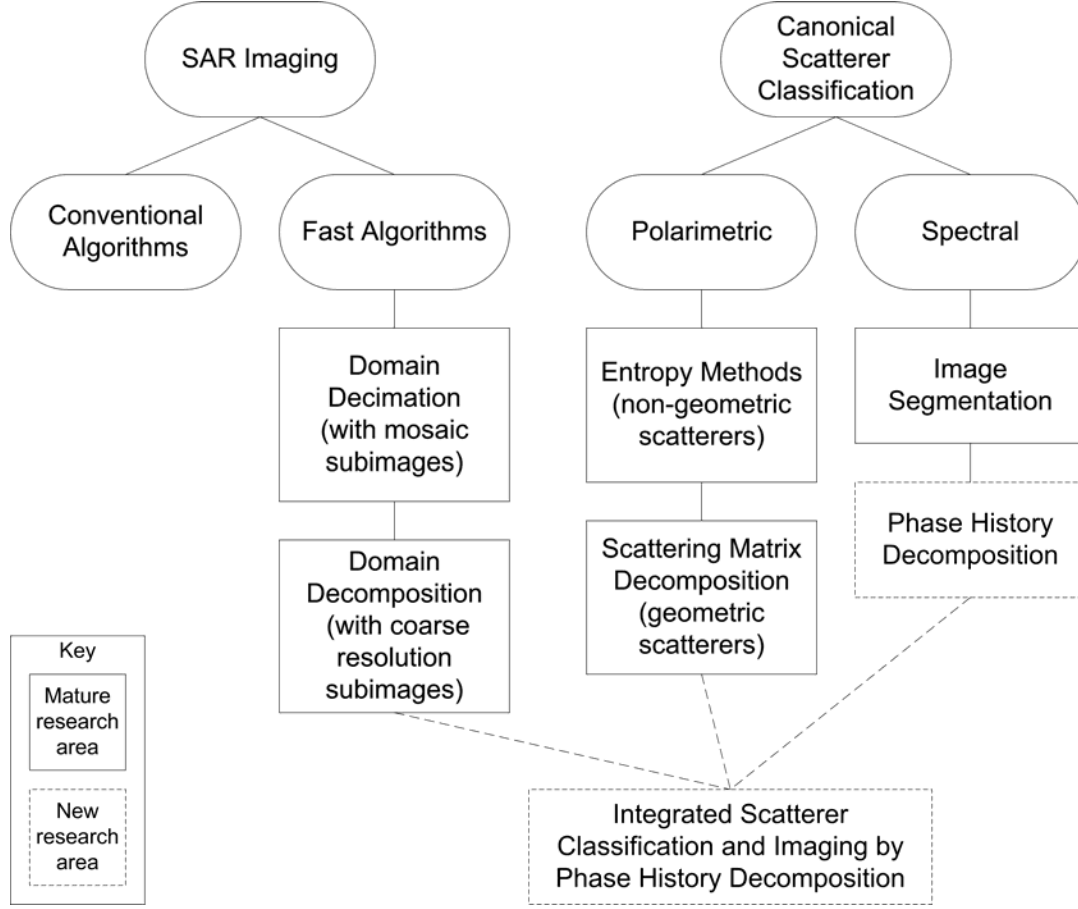 SAR Imaging
Canonical
Scatterer
Classification
Conventional
Algorithms
Fast Algorithms
Polarimetric
Spectral
Domain
Decimation
(with mosaic
subimages)
Entropy Methods
(non-geometric
scatterers)
Image
Segmentation
Phase History
Decomposition
Domain
Decomposition
(with coarse
resolution
subimages)
Scattering Matrix
Decomposition
(geometric
scatterers)
Key
Mature
research
area
New
research
area
Integrated Scatterer
Classification and Imaging by
Phase History Decomposition